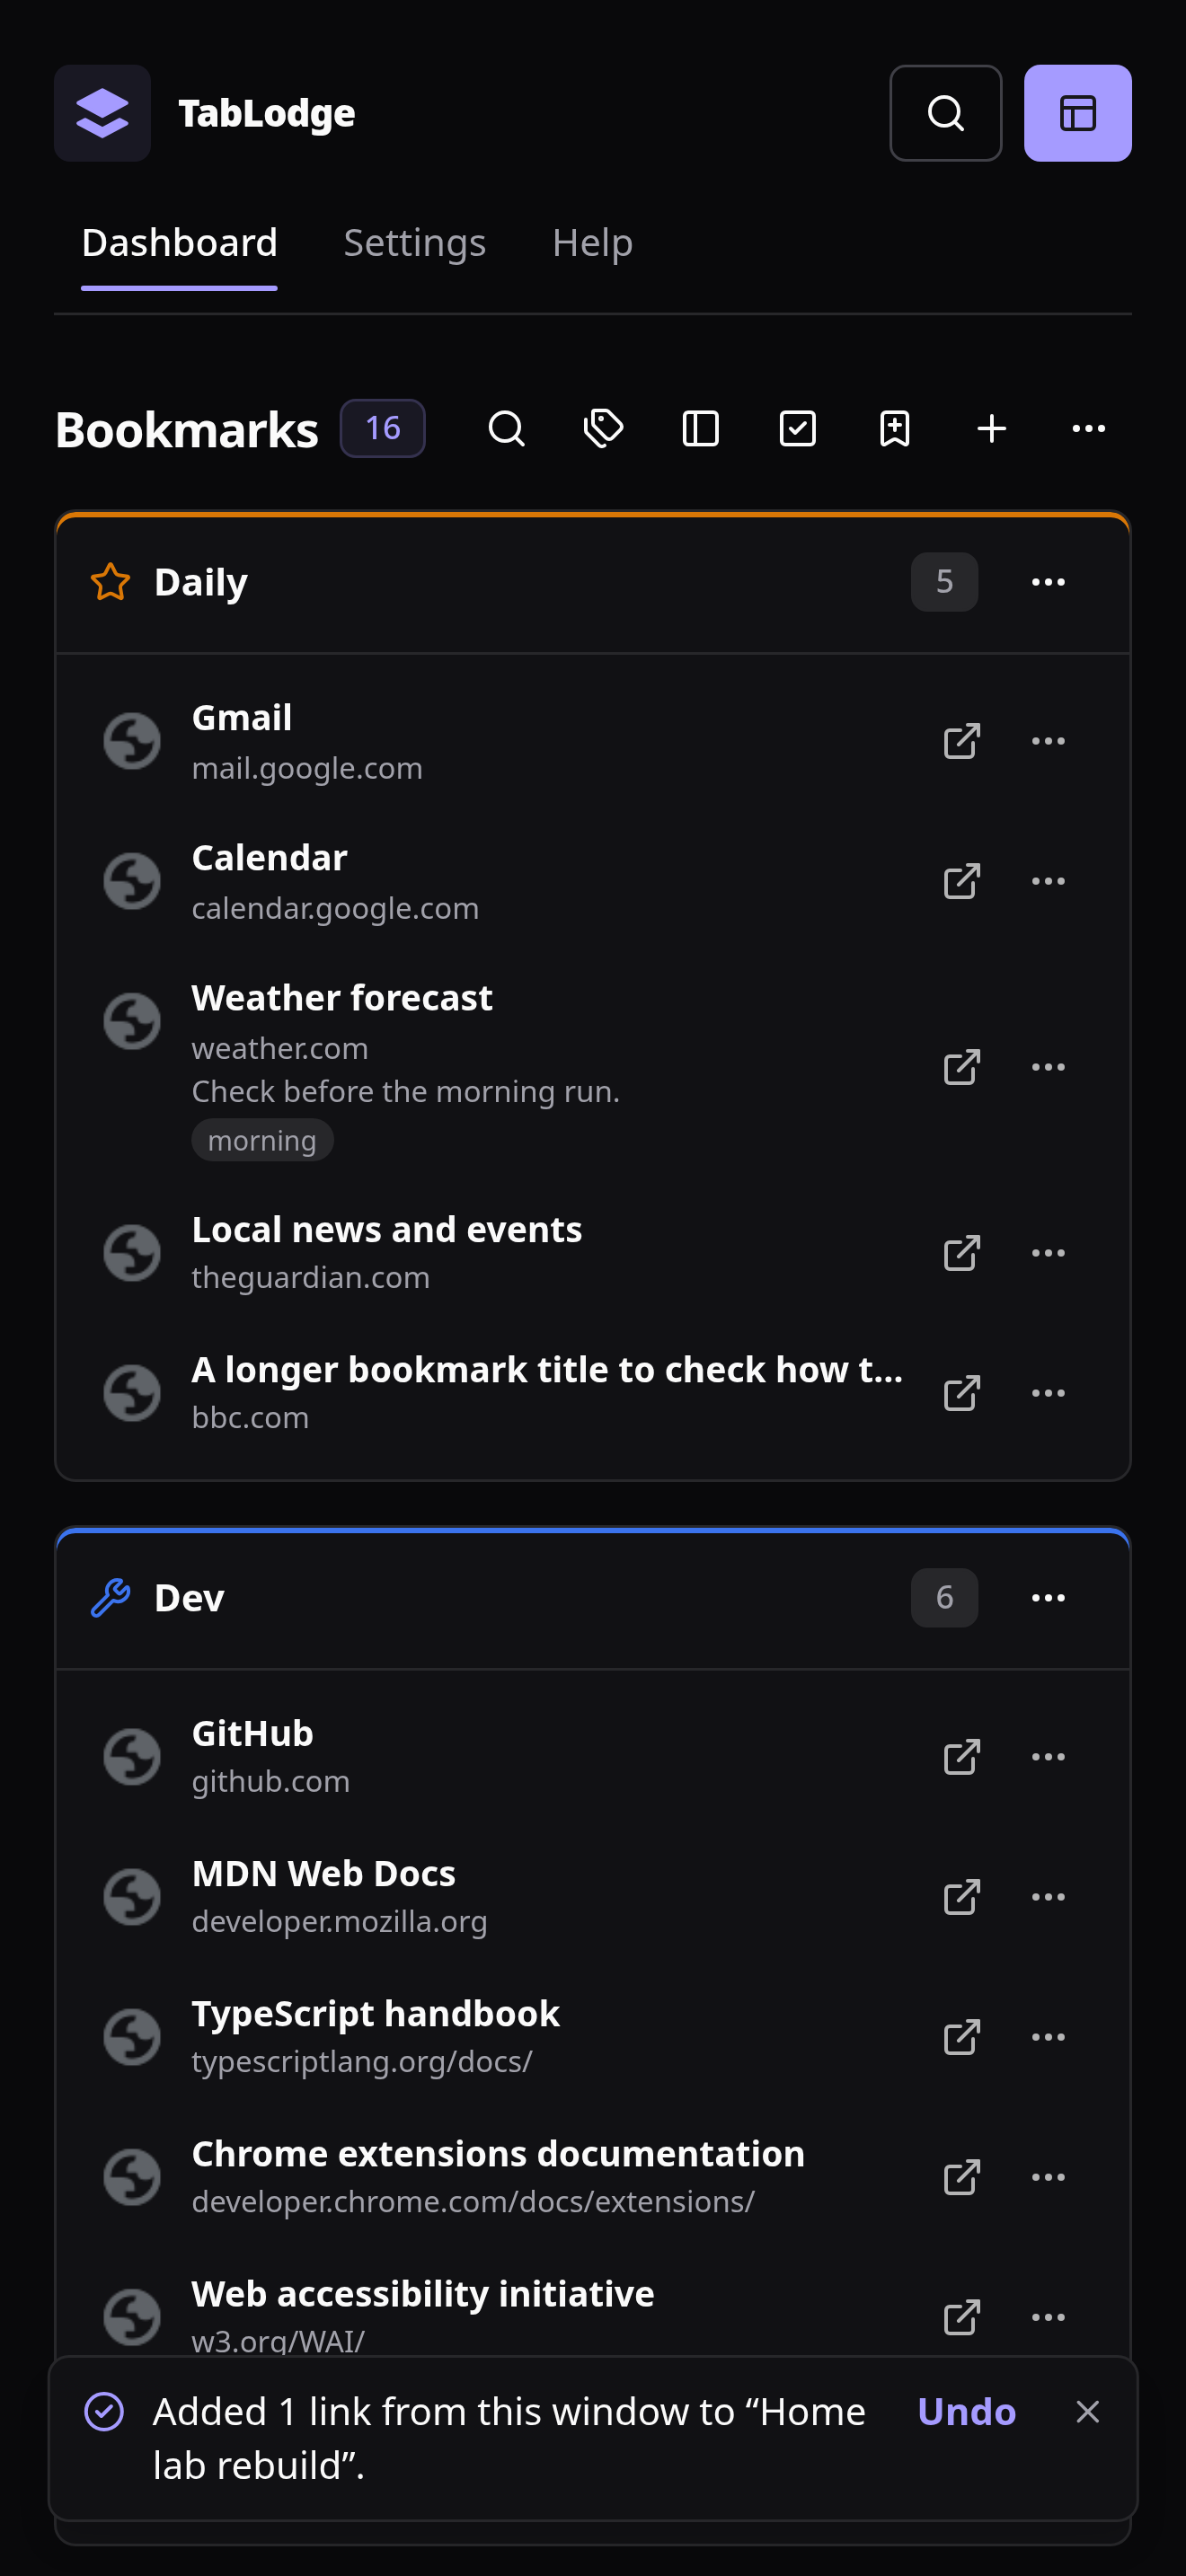 TabLodge
Dashboard
Settings
Help
Bookmarks
16
Daily
5
Gmail
mail.google.com
Calendar
calendar.google.com
Weather forecast
weather.com
Check before the morning run.
morning
Local news and events
theguardian.com
A longer bookmark title to check how t...
bbc.com
Dev
6
GitHub
github.com
MDN Web Docs
developer.mozilla.org
TypeScript handbook
typescriptlang.org/docs/
Chrome extensions documentation
developer.chrome.com/docs/extensions/
Web accessibility initiative
w3.org/WAI/
Added 1 link from this window to “Home
lab rebuild”.
Undo